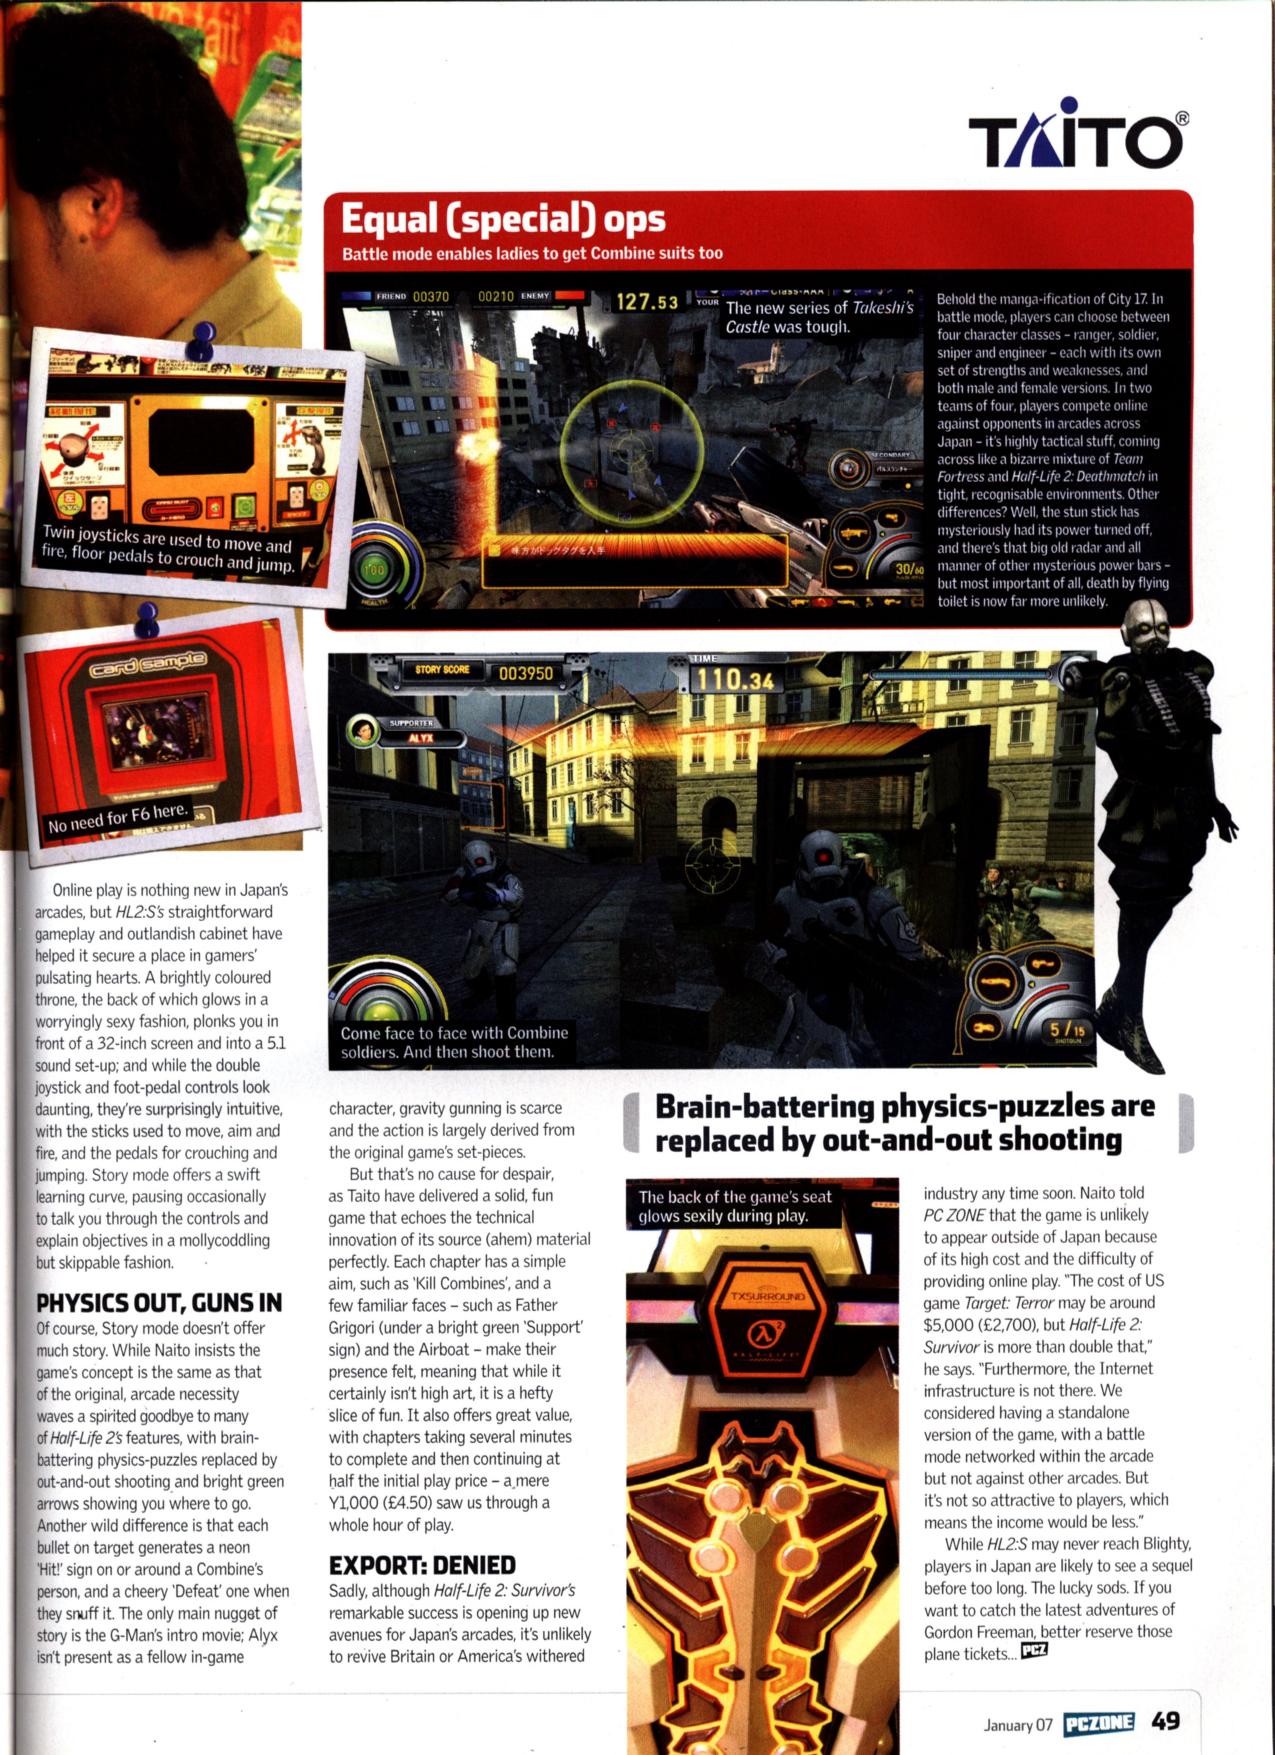 TAiTO®
Equal (special) ops
Battle mode enables ladies to get Combine suits too
FRIEND 00370
00210 ENEMY
127.53
YOUR
The new series of Takeshi's
Castle was tough.
SECONDARY
味方がドッグタグを入手
100
HEALTH
30/60
Behold the manga-ification of City 17. In
battle mode, players can choose between
four character classes – ranger, soldier,
sniper and engineer – each with its own
set of strengths and weaknesses, and
both male and female versions. In two
teams of four, players compete online
against opponents in arcades across
Japan – it's highly tactical stuff, coming
across like a bizarre mixture of Team
Fortress and Half-Life 2: Deathmatch in
tight, recognisable environments. Other
differences? Well, the stun stick has
mysteriously had its power turned off,
and there's that big old radar and all
manner of other mysterious power bars –
but most important of all, death by flying
toilet is now far more unlikely.
Twin joysticks are used to move and
fire, floor pedals to crouch and jump.
card sample
No need for F6 here.
STORY SCORE 003950
TIME
110.34
SUPPORTER
ALYX
5/15
SHOTGUN
Come face to face with Combine
soldiers. And then shoot them.
Online play is nothing new in Japan's
arcades, but HL2:S's straightforward
gameplay and outlandish cabinet have
helped it secure a place in gamers'
pulsating hearts. A brightly coloured
throne, the back of which glows in a
worryingly sexy fashion, plonks you in
front of a 32-inch screen and into a 5.1
sound set-up; and while the double
joystick and foot-pedal controls look
daunting, they're surprisingly intuitive,
with the sticks used to move, aim and
fire, and the pedals for crouching and
jumping. Story mode offers a swift
learning curve, pausing occasionally
to talk you through the controls and
explain objectives in a mollycoddling
but skippable fashion.
PHYSICS OUT, GUNS IN
Of course, Story mode doesn't offer
much story. While Naito insists the
game's concept is the same as that
of the original, arcade necessity
waves a spirited goodbye to many
of Half-Life 2's features, with brain-
battering physics-puzzles replaced by
out-and-out shooting and bright green
arrows showing you where to go.
Another wild difference is that each
bullet on target generates a neon
'Hit!' sign on or around a Combine's
person, and a cheery 'Defeat' one when
they snuff it. The only main nugget of
story is the G-Man's intro movie; Alyx
isn't present as a fellow in-game
character, gravity gunning is scarce
and the action is largely derived from
the original game's set-pieces.
But that's no cause for despair,
as Taito have delivered a solid, fun
game that echoes the technical
innovation of its source (ahem) material
perfectly. Each chapter has a simple
aim, such as 'Kill Combines', and a
few familiar faces – such as Father
Grigori (under a bright green 'Support'
sign) and the Airboat – make their
presence felt, meaning that while it
certainly isn't high art, it is a hefty
slice of fun. It also offers great value,
with chapters taking several minutes
to complete and then continuing at
half the initial play price – a mere
Y1,000 (£4.50) saw us through a
whole hour of play.
EXPORT: DENIED
Sadly, although Half-Life 2: Survivor's
remarkable success is opening up new
avenues for Japan's arcades, it's unlikely
to revive Britain or America's withered
Brain-battering physics-puzzles are
replaced by out-and-out shooting
The back of the game's seat
glows sexily during play.
TXSURROUND
HALF-LIFE²
industry any time soon. Naito told
PC ZONE that the game is unlikely
to appear outside of Japan because
of its high cost and the difficulty of
providing online play. "The cost of US
game Target: Terror may be around
$5,000 (£2,700), but Half-Life 2:
Survivor is more than double that,"
he says. "Furthermore, the Internet
infrastructure is not there. We
considered having a standalone
version of the game, with a battle
mode networked within the arcade
but not against other arcades. But
it's not so attractive to players, which
means the income would be less."
While HL2:S may never reach Blighty,
players in Japan are likely to see a sequel
before too long. The lucky sods. If you
want to catch the latest adventures of
Gordon Freeman, better reserve those
plane tickets... PCZ
January 07 PCZONE 49